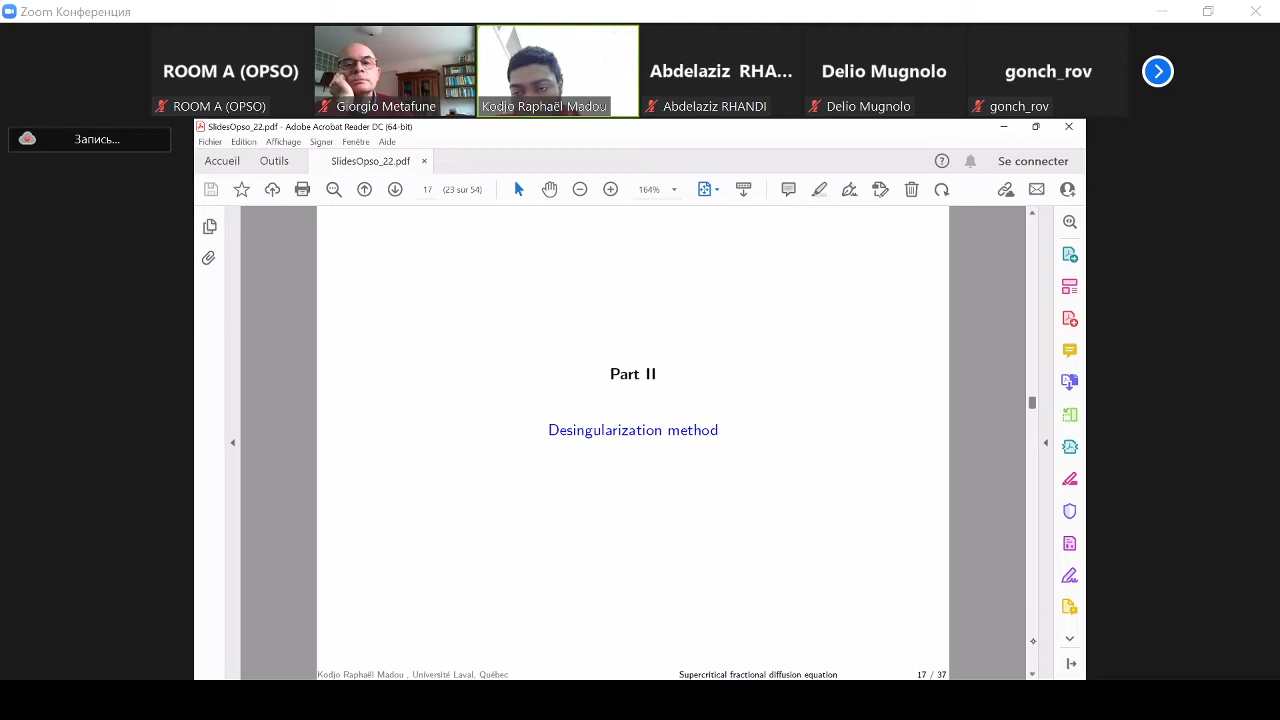 Zoom Конференция
ROOM A (OPSO)
Abdelaziz RHA...
Delio Mugnolo
gonch_rov
ROOM A (OPSO)
Giorgio Metafune
Kodjo Raphaël Madou
Abdelaziz RHANDI
Delio Mugnolo
gonch_rov
Запись...
SlidesOpso_22.pdf - Adobe Acrobat Reader DC (64-bit)
Fichier Edition Affichage Signer Fenêtre Aide
Accueil Outils SlidesOpso_22.pdf × Se connecter
17 (23 sur 54) 164%
Part II
Desingularization method
Kodjo Raphaël Madou , Université Laval, Québec Supercritical fractional diffusion equation 17 / 37